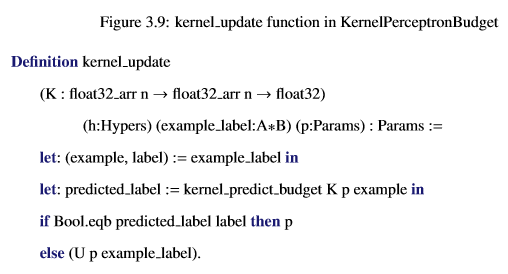 Figure 3.9: kernel_update function in KernelPerceptronBudget
Definition kernel_update
(K : float32_arr n → float32_arr n → float32)
(h:Hypers) (example_label:A*B) (p:Params) : Params :=
let: (example, label) := example_label in
let: predicted_label := kernel_predict_budget K p example in
if Bool.eqb predicted_label label then p
else (U p example_label).